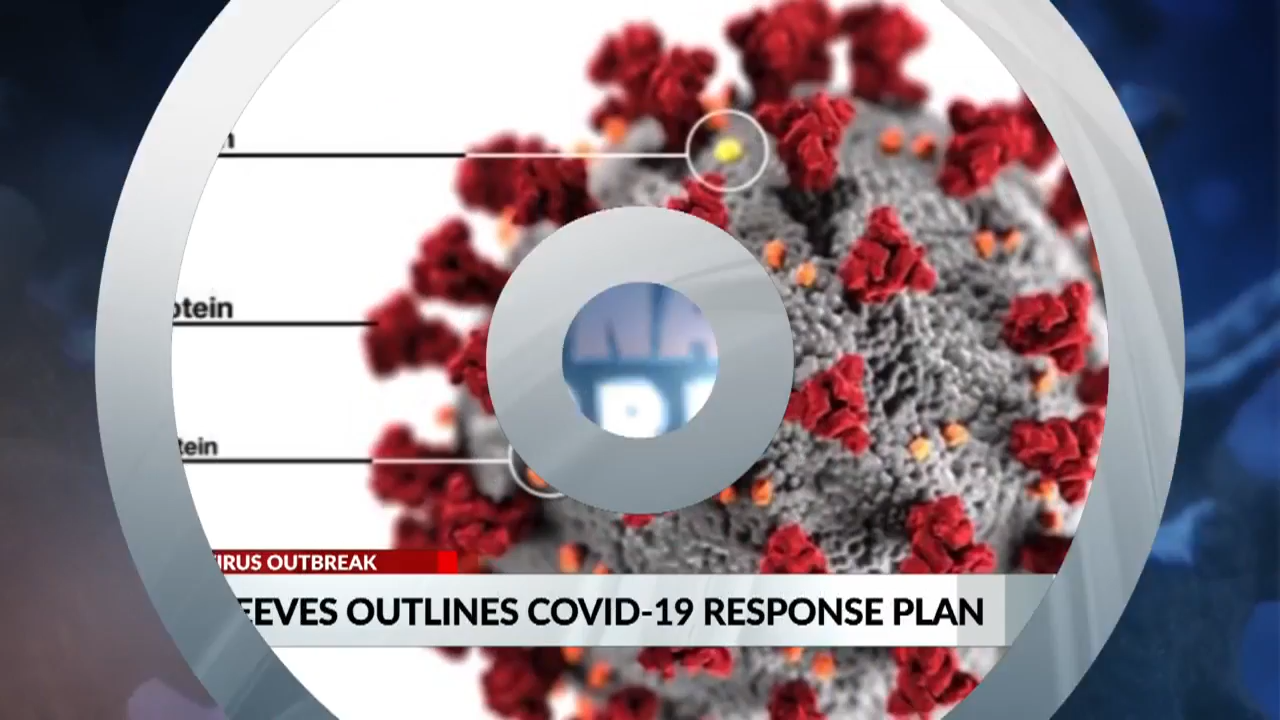 otein
tein
IRUS OUTBREAK
EEVES OUTLINES COVID-19 RESPONSE PLAN